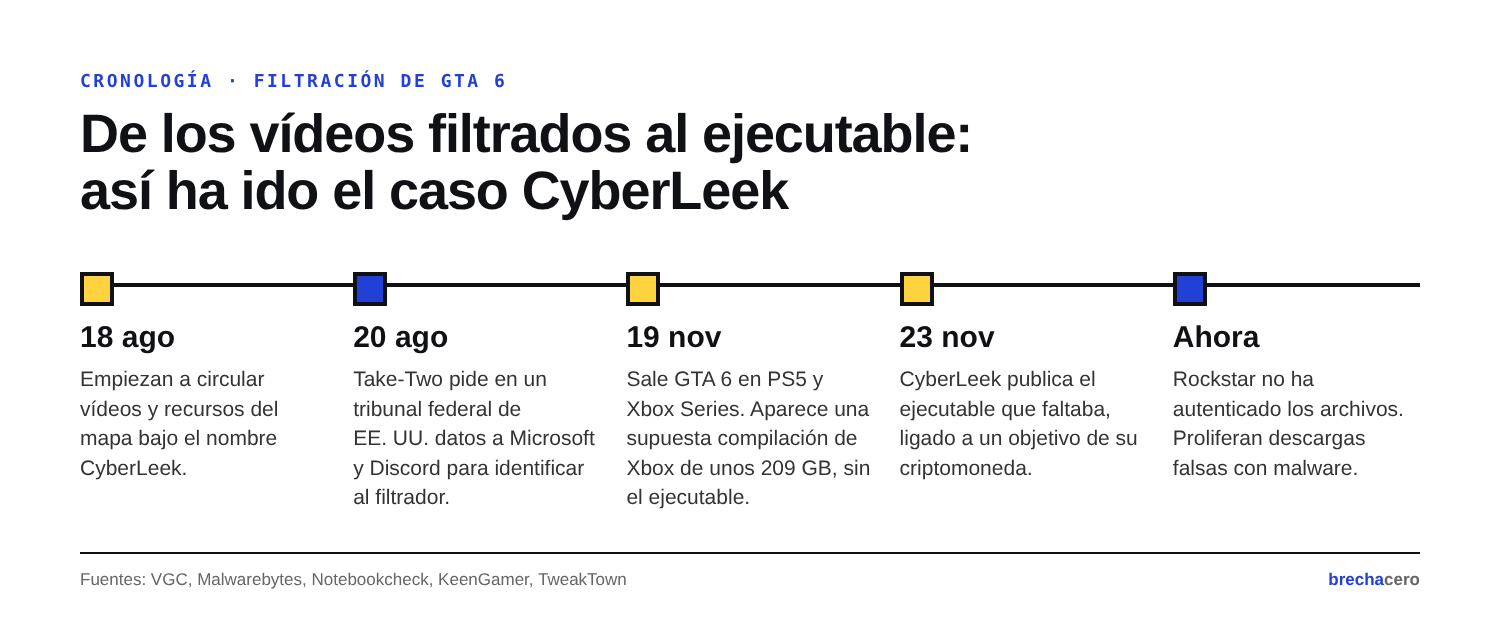 CRONOLOGÍA · FILTRACIÓN DE GTA 6
De los vídeos filtrados al ejecutable:
así ha ido el caso CyberLeek
18 ago
Empiezan a circular
vídeos y recursos del
mapa bajo el nombre
CyberLeek.
20 ago
Take-Two pide en un
tribunal federal de
EE. UU. datos a Microsoft
y Discord para identificar
al filtrador.
19 nov
Sale GTA 6 en PS5 y
Xbox Series. Aparece una
supuesta compilación de
Xbox de unos 209 GB, sin
el ejecutable.
23 nov
CyberLeek publica el
ejecutable que faltaba,
ligado a un objetivo de su
criptomoneda.
Ahora
Rockstar no ha
autenticado los archivos.
Proliferan descargas
falsas con malware.
Fuentes: VGC, Malwarebytes, Notebookcheck, KeenGamer, TweakTown
brechacero